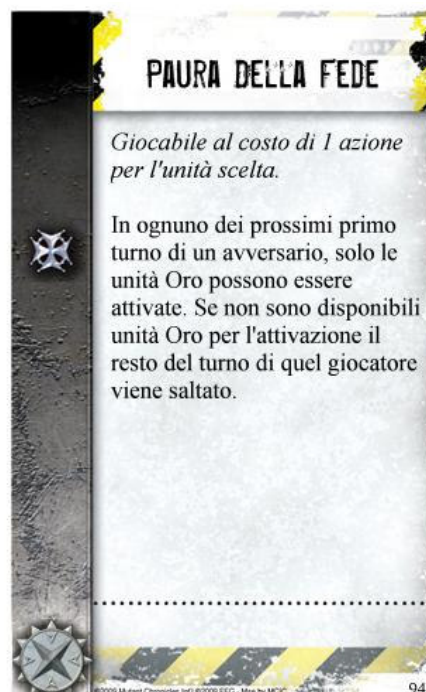 PAURA DELLA FEDE
Giocabile al costo di 1 azione
per l'unità scelta.
In ognuno dei prossimi primo
turno di un avversario, solo le
unità Oro possono essere
attivate. Se non sono disponibili
unità Oro per l'attivazione il
resto del turno di quel giocatore
viene saltato.
94